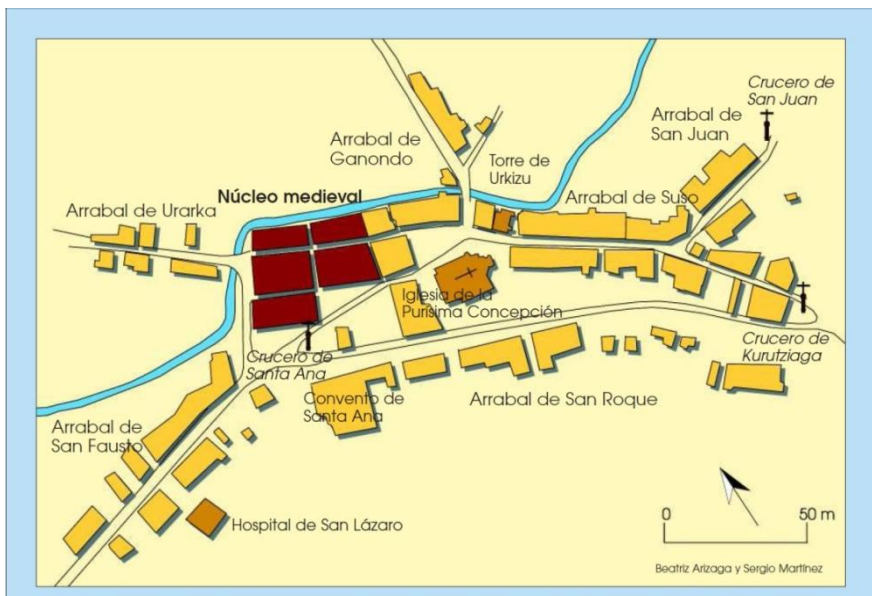 Crucero de
San Juan
Arrabal de
San Juan
Arrabal de
Ganondo
Torre de
Urkizu
Núcleo medieval
Arrabal de Suso
Arrabal de Urarka
Iglesia de la
Purísima Concepción
Crucero de
Kurutziaga
Crucero de
Santa Ana
Convento de
Santa Ana
Arrabal de San Roque
Arrabal de
San Fausto
Hospital de San Lázaro
0 50 m
Beatriz Arizaga y Sergio Martínez